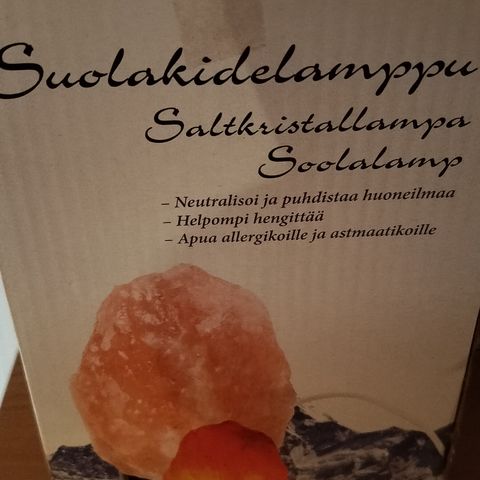 Suolakidelamppu
Saltkristallampa
Soolalamp
– Neutralisoi ja puhdistaa huoneilmaa
– Helpompi hengittää
– Apua allergikoille ja astmaatikoille